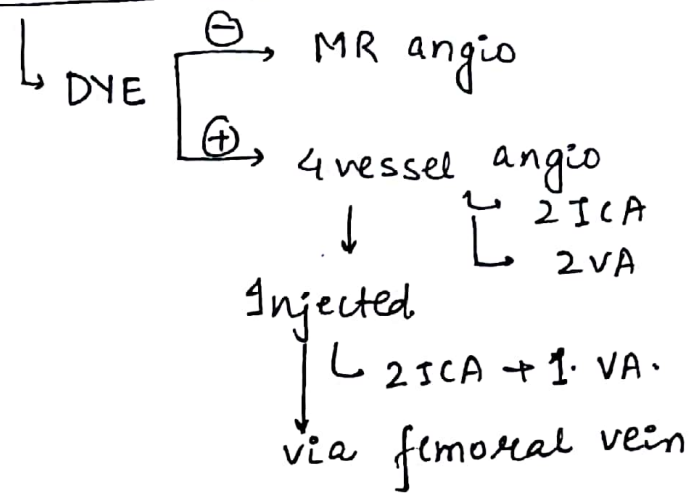 DYE
⊖ → MR angio
⊕ → 4 vessel angio
2 ICA
2 VA
Injected
2 ICA + 1. VA.
via femoral vein